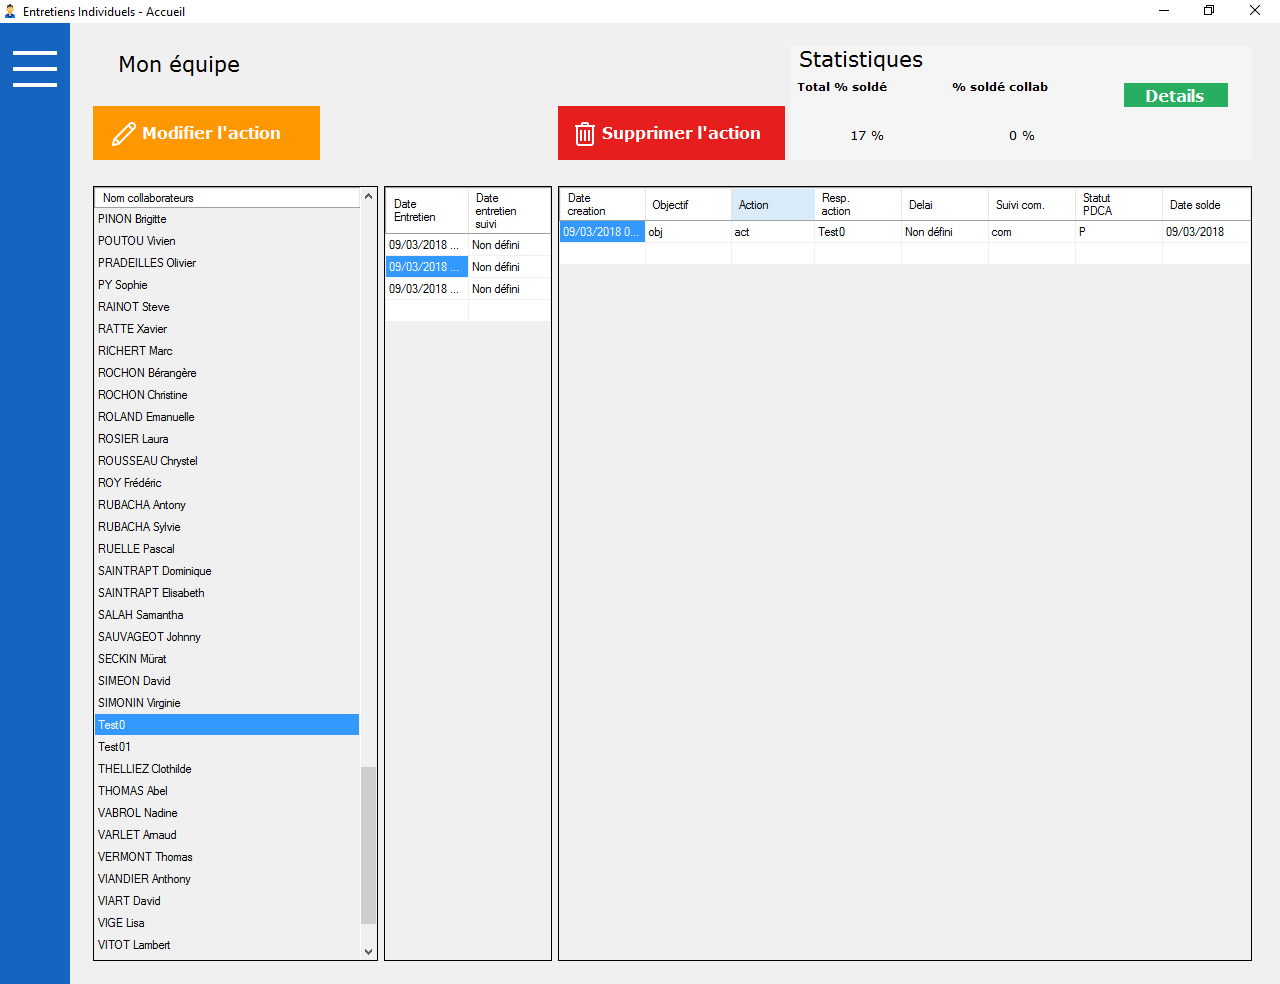 Entretiens Individuels - Accueil
Mon équipe
Modifier l'action
Supprimer l'action
Statistiques
Total % soldé
% soldé collab
Details
17 %
0 %
Nom collaborateurs
PINON Brigitte
POUTOU Vivien
PRADEILLES Olivier
PY Sophie
RAINOT Steve
RATTE Xavier
RICHERT Marc
ROCHON Bérangère
ROCHON Christine
ROLAND Emanuelle
ROSIER Laura
ROUSSEAU Chrystel
ROY Frédéric
RUBACHA Antony
RUBACHA Sylvie
RUELLE Pascal
SAINTRAPT Dominique
SAINTRAPT Elisabeth
SALAH Samantha
SAUVAGEOT Johnny
SECKIN Mürat
SIMEON David
SIMONIN Virginie
Test0
Test01
THELLIEZ Clothilde
THOMAS Abel
VABROL Nadine
VARLET Arnaud
VERMONT Thomas
VIANDIER Anthony
VIART David
VIGE Lisa
VITOT Lambert
Date
Entretien
Date
entretien
suivi
09/03/2018 ... Non défini
09/03/2018 ... Non défini
09/03/2018 ... Non défini
Date
creation
Objectif
Action
Resp.
action
Delai
Suivi com.
Statut
PDCA
Date solde
09/03/2018 0... obj act Test0 Non défini com P 09/03/2018